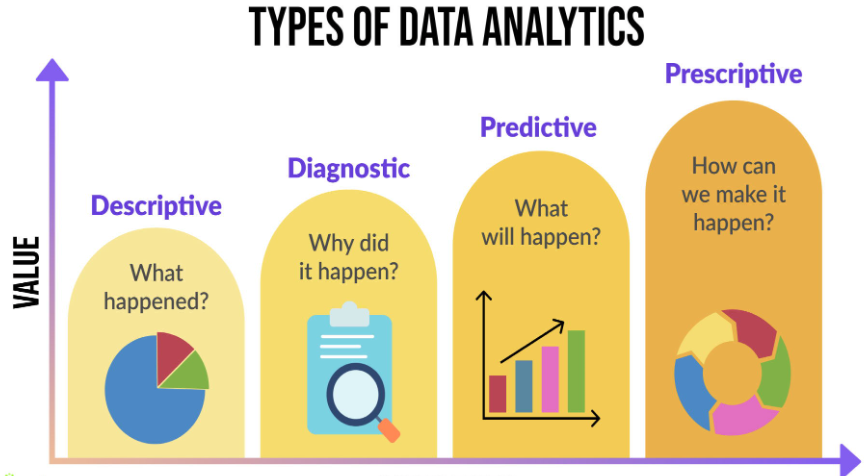 TYPES OF DATA ANALYTICS
Prescriptive
Predictive
Diagnostic
Descriptive
How can
we make it
happen?
What
will happen?
Why did
it happen?
What
happened?
VALUE